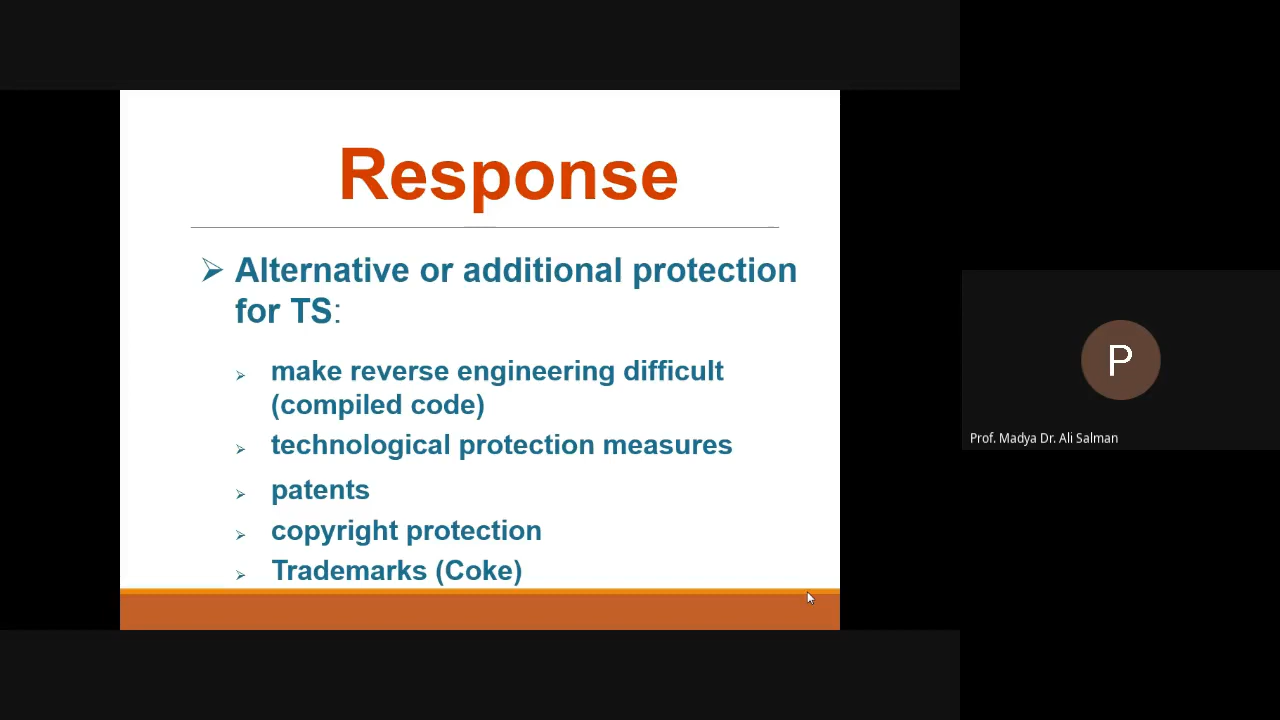 Response
➢ Alternative or additional protection
for TS:
➢ make reverse engineering difficult
(compiled code)
➢ technological protection measures
➢ patents
➢ copyright protection
➢ Trademarks (Coke)
P
Prof. Madya Dr. Ali Salman